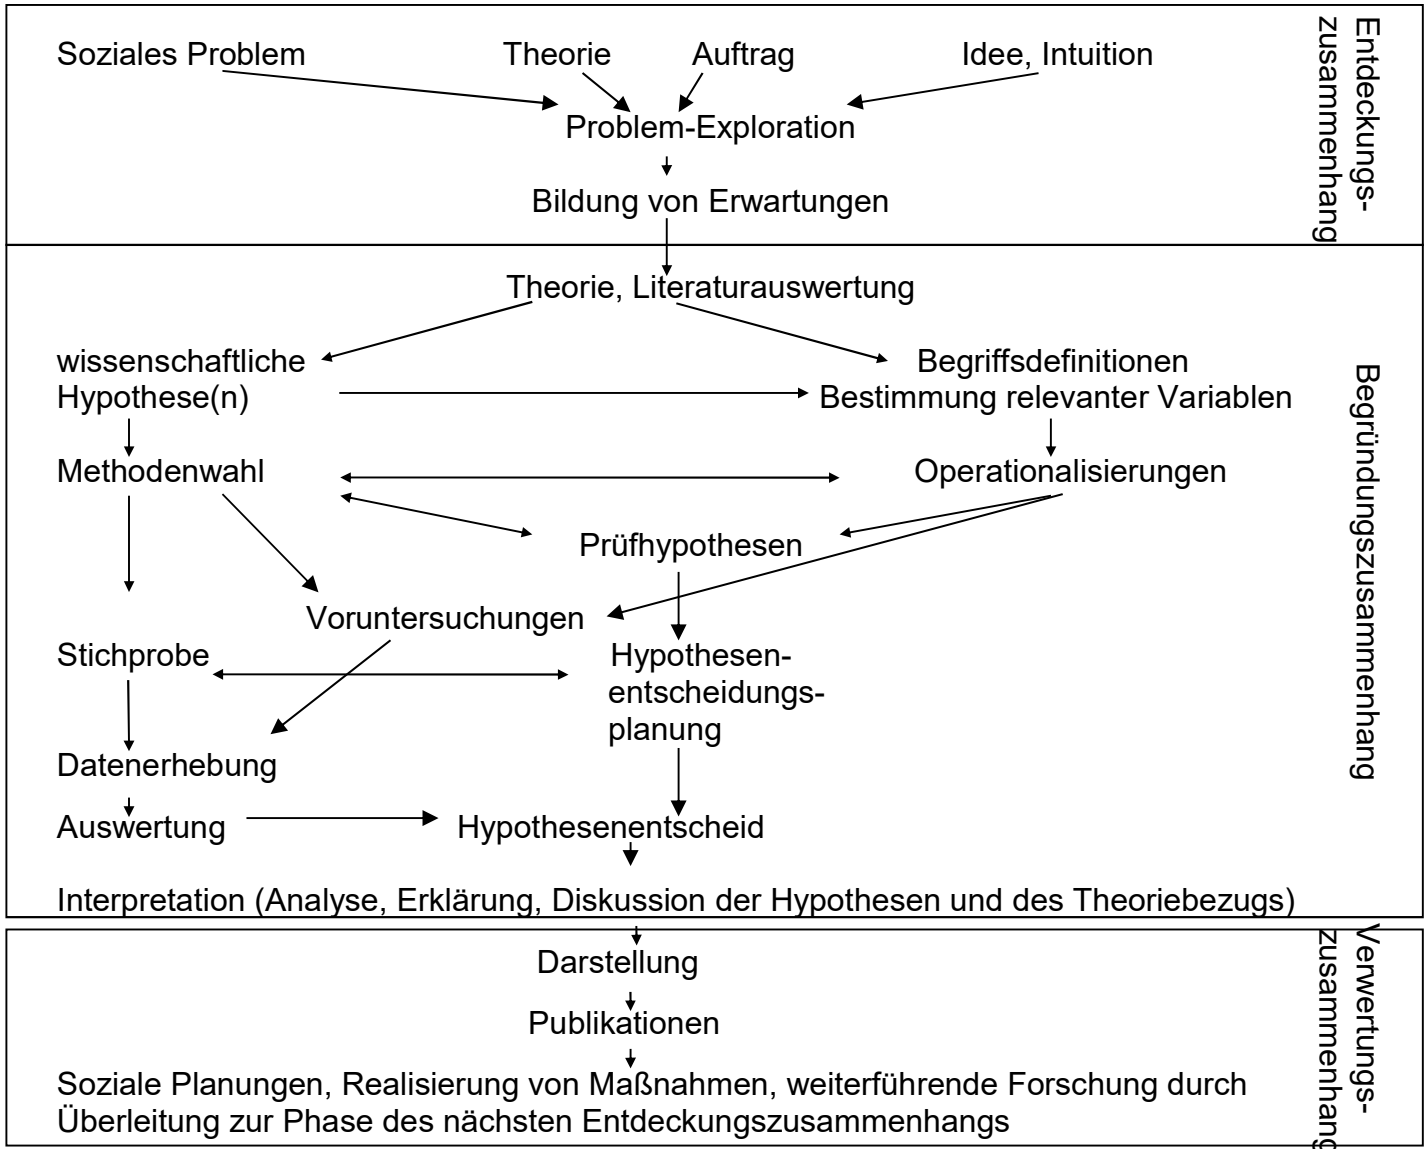 Soziales Problem Theorie Auftrag Idee, Intuition
Problem-Exploration
Bildung von Erwartungen
Entdeckungs-
zusammenhang
Theorie, Literaturauswertung
wissenschaftliche Begriffsdefinitionen
Hypothese(n) Bestimmung relevanter Variablen
Methodenwahl Operationalisierungen
Prüfhypothesen
Voruntersuchungen
Stichprobe Hypothesen-
entscheidungs-
planung
Datenerhebung
Auswertung Hypothesenentscheid
Interpretation (Analyse, Erklärung, Diskussion der Hypothesen und des Theoriebezugs)
Begründungszusammenhang
Darstellung
Publikationen
Soziale Planungen, Realisierung von Maßnahmen, weiterführende Forschung durch
Überleitung zur Phase des nächsten Entdeckungszusammenhangs
Verwertungs-
zusammenhang